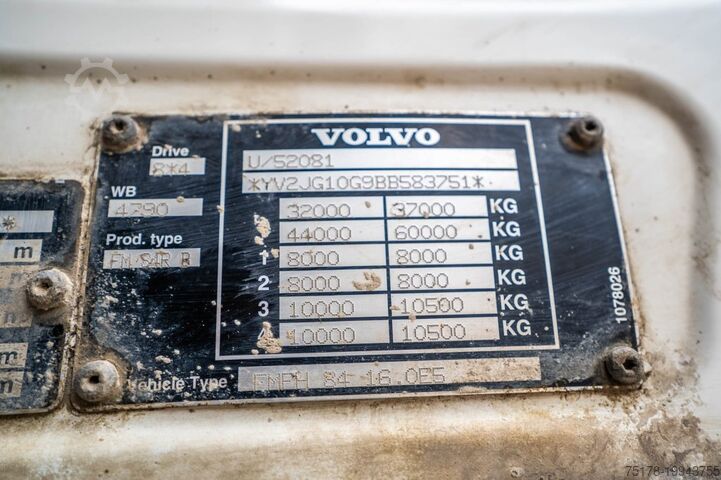 VOLVO
Drive
8*4
WB
4790
Prod. type
FM 84R B
U/52081
*YV2JG10G9BB583751*
32000 37000 KG
44000 60000 KG
1 8000 8000 KG
2 8000 8000 KG
3 10000 10500 KG
10000 10500 KG
Vehicle Type FMPH 84 16.0E5
1078026
m
m
m
75178-19943755